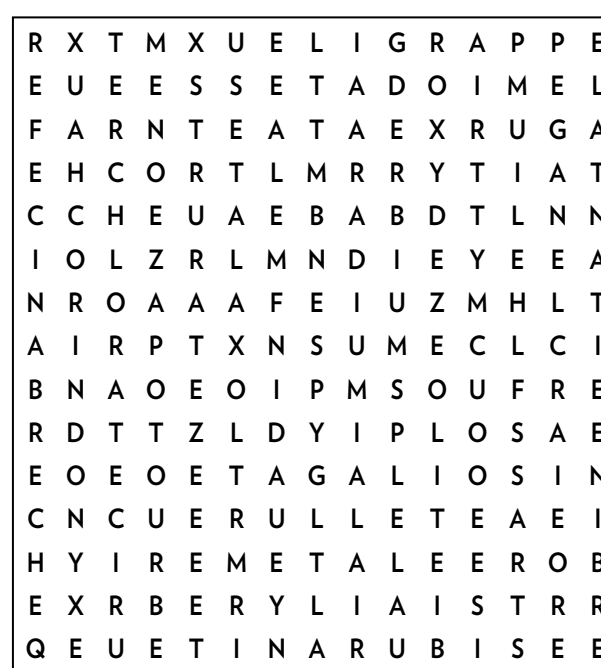 R X T M X U E L I G R A P P E
E U E E S S E T A D O I M E L
F A R N T E A T A E X R U G A
E H C O R T L M R R Y T I A T
C C H E U A E B A B D T L N N
I O L Z R L M N D I E Y E E A
N R O A A A F E I U Z M H L T
A I R P T X N S U M E C L C I
B N A O E O I P M S O U F R E
R D T T Z L D Y I P L O S A E
E O E O E T A G A L I O S I N
C N C U E R U L L E T E A E I
H Y I R E M E T A L E E R O B
E X R B E R Y L I A I S T R R
Q E U E T I N A R U B I S E E